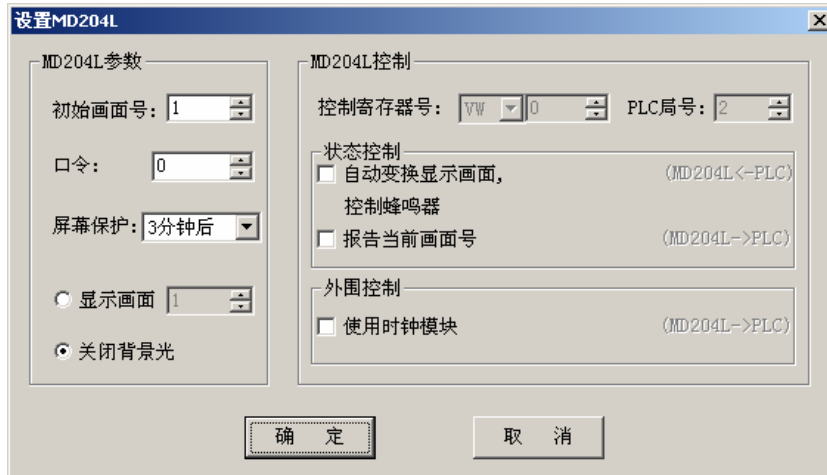 设置MD204L
MD204L参数
初始画面号: 1
口令: 0
屏幕保护: 3分钟后
显示画面 1
关闭背景光
MD204L控制
控制寄存器号: VW 0 PLC局号: 2
状态控制
自动变换显示画面, (MD204L<-PLC)
控制蜂鸣器
报告当前画面号 (MD204L->PLC)
外围控制
使用时钟模块 (MD204L->PLC)
确 定 取 消